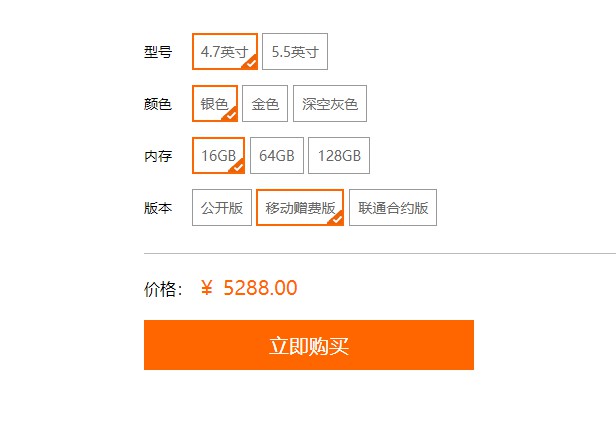 型号 4.7英寸 5.5英寸
颜色 银色 金色 深空灰色
内存 16GB 64GB 128GB
版本 公开版 移动赠费版 联通合约版
价格： ￥ 5288.00
立即购买